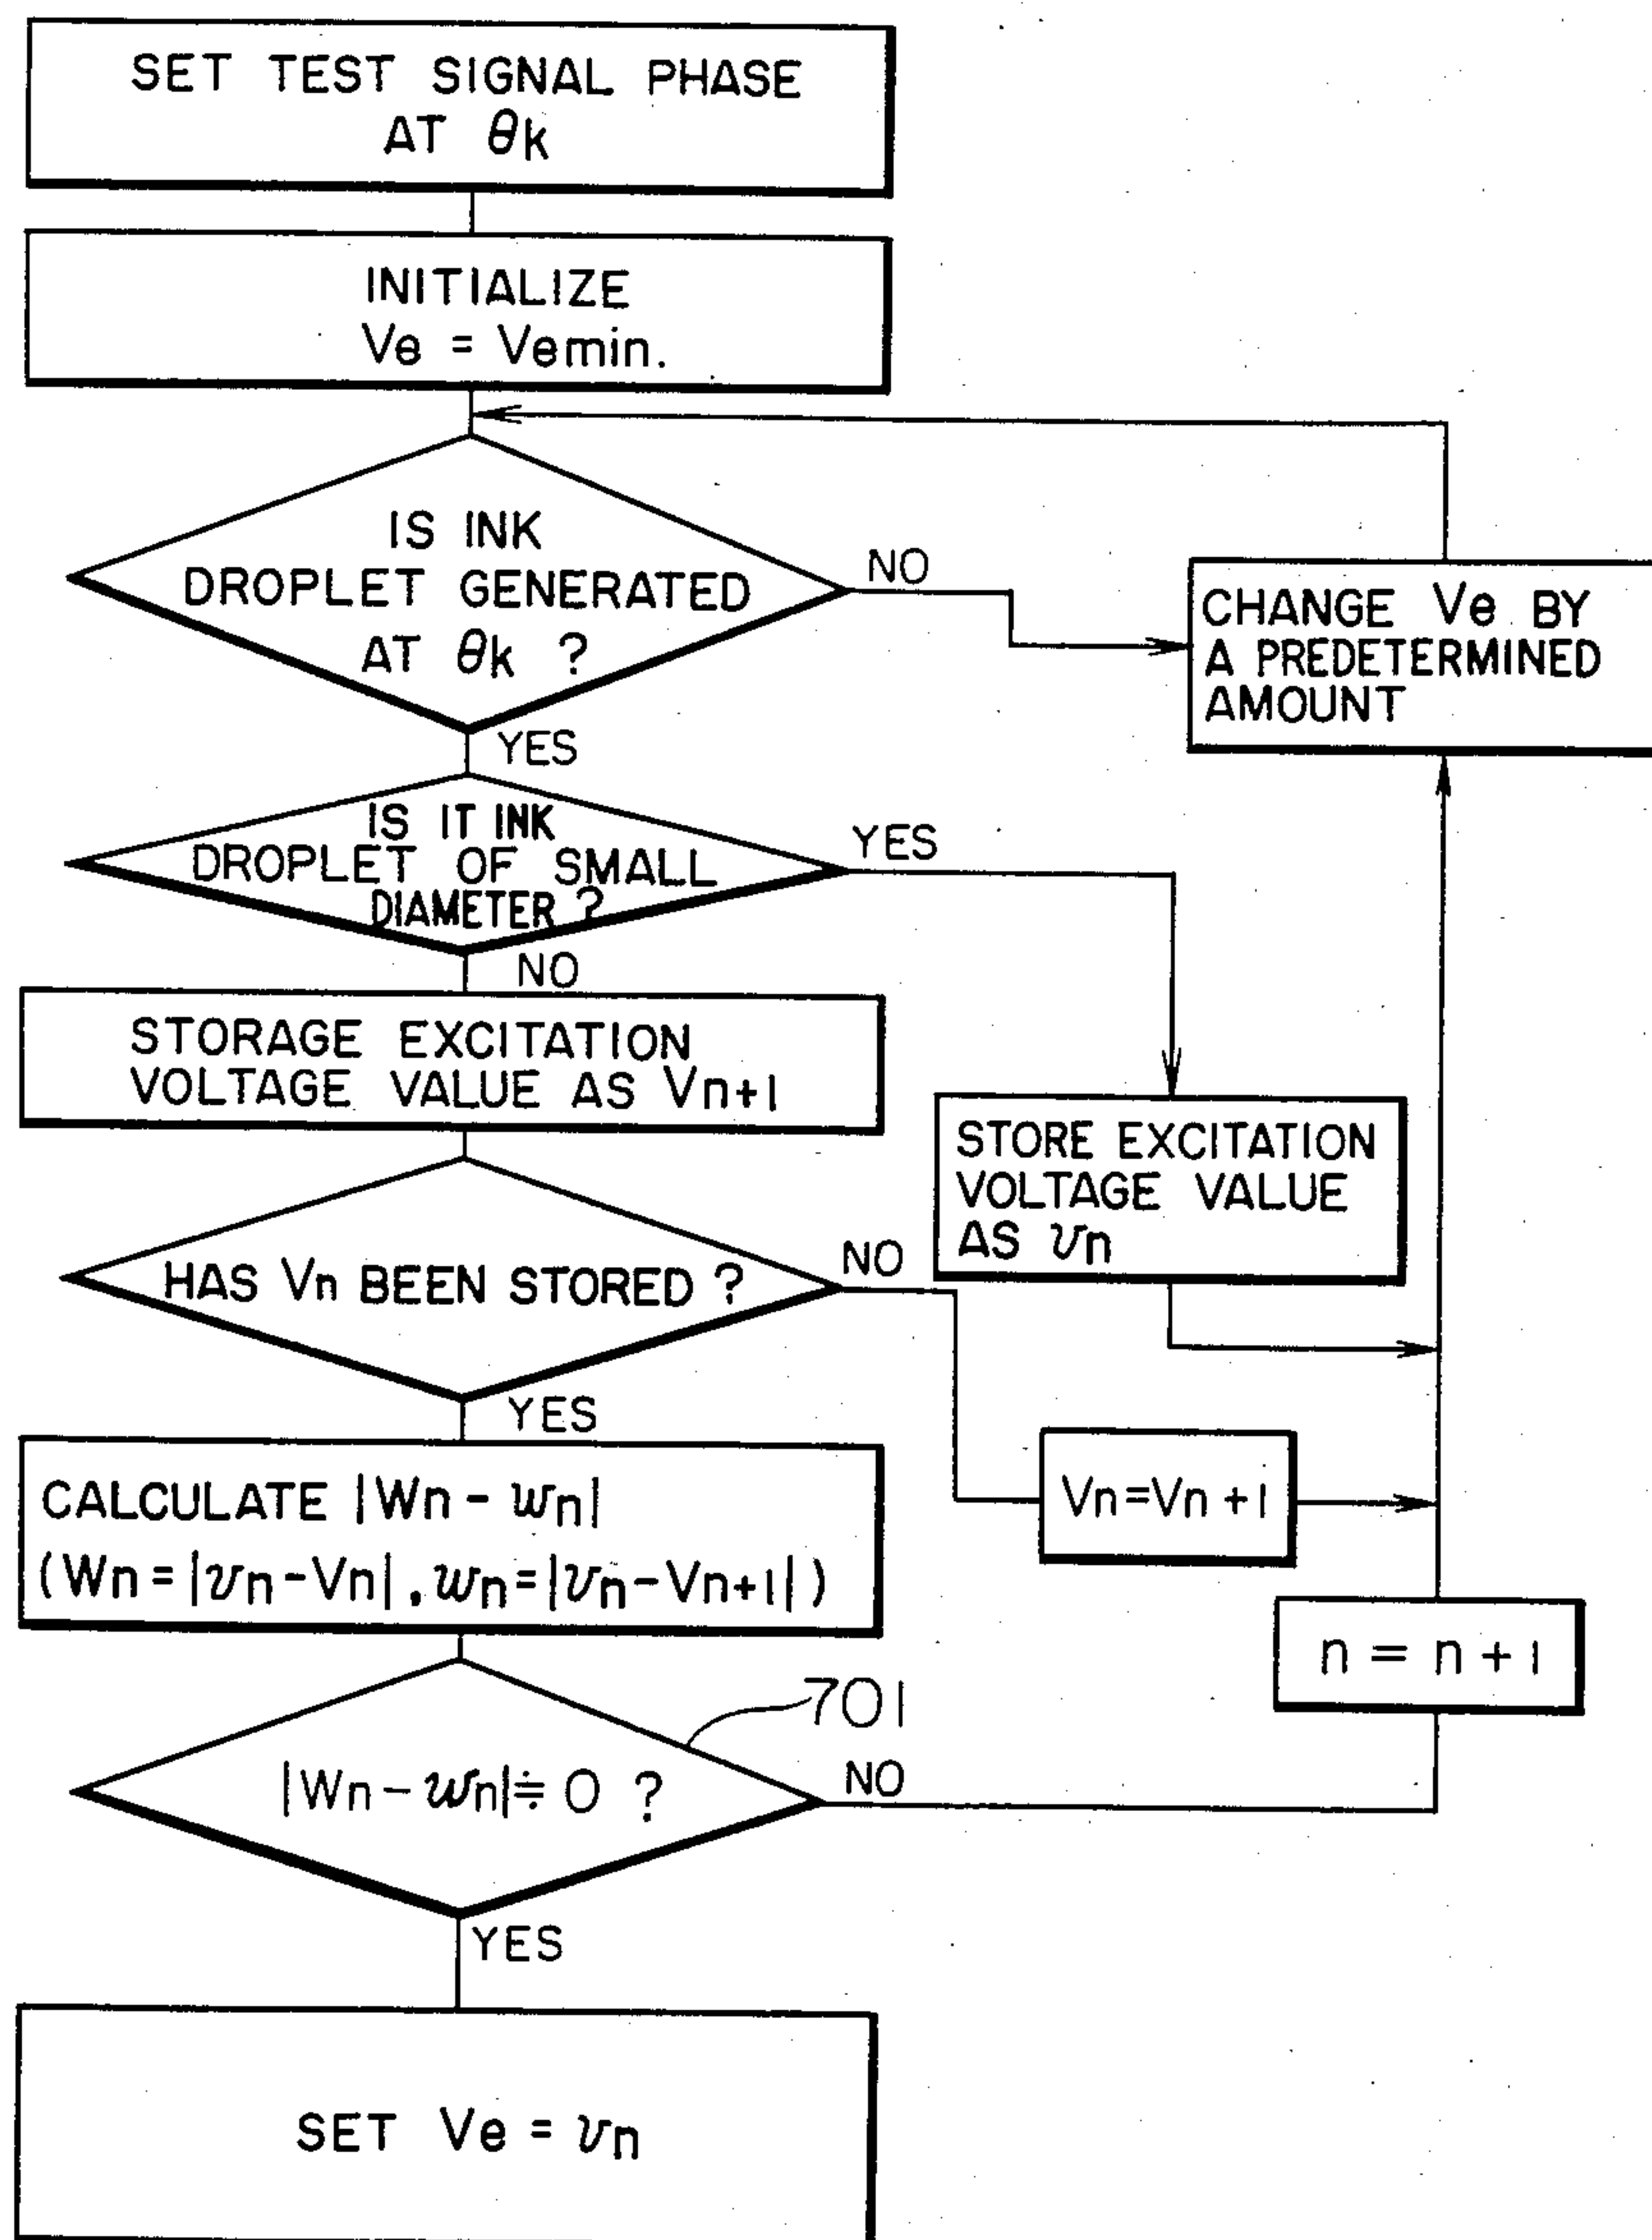 SET TEST SIGNAL PHASE
AT θk
INITIALIZE
Ve = Vemin.
IS INK
DROPLET GENERATED
AT θk ?
NO
CHANGE Ve BY
A PREDETERMINED
AMOUNT
YES
IS IT INK
DROPLET OF SMALL
DIAMETER ?
YES
NO
STORAGE EXCITATION
VOLTAGE VALUE AS Vn+1
STORE EXCITATION
VOLTAGE VALUE
AS vn
HAS Vn BEEN STORED ?
NO
YES
Vn=Vn+1
CALCULATE |Wn - wn|
(Wn = |vn-Vn|, wn=|vn-Vn+1|)
n = n+1
701
|Wn - wn|≒ 0 ?
NO
YES
SET Ve = vn